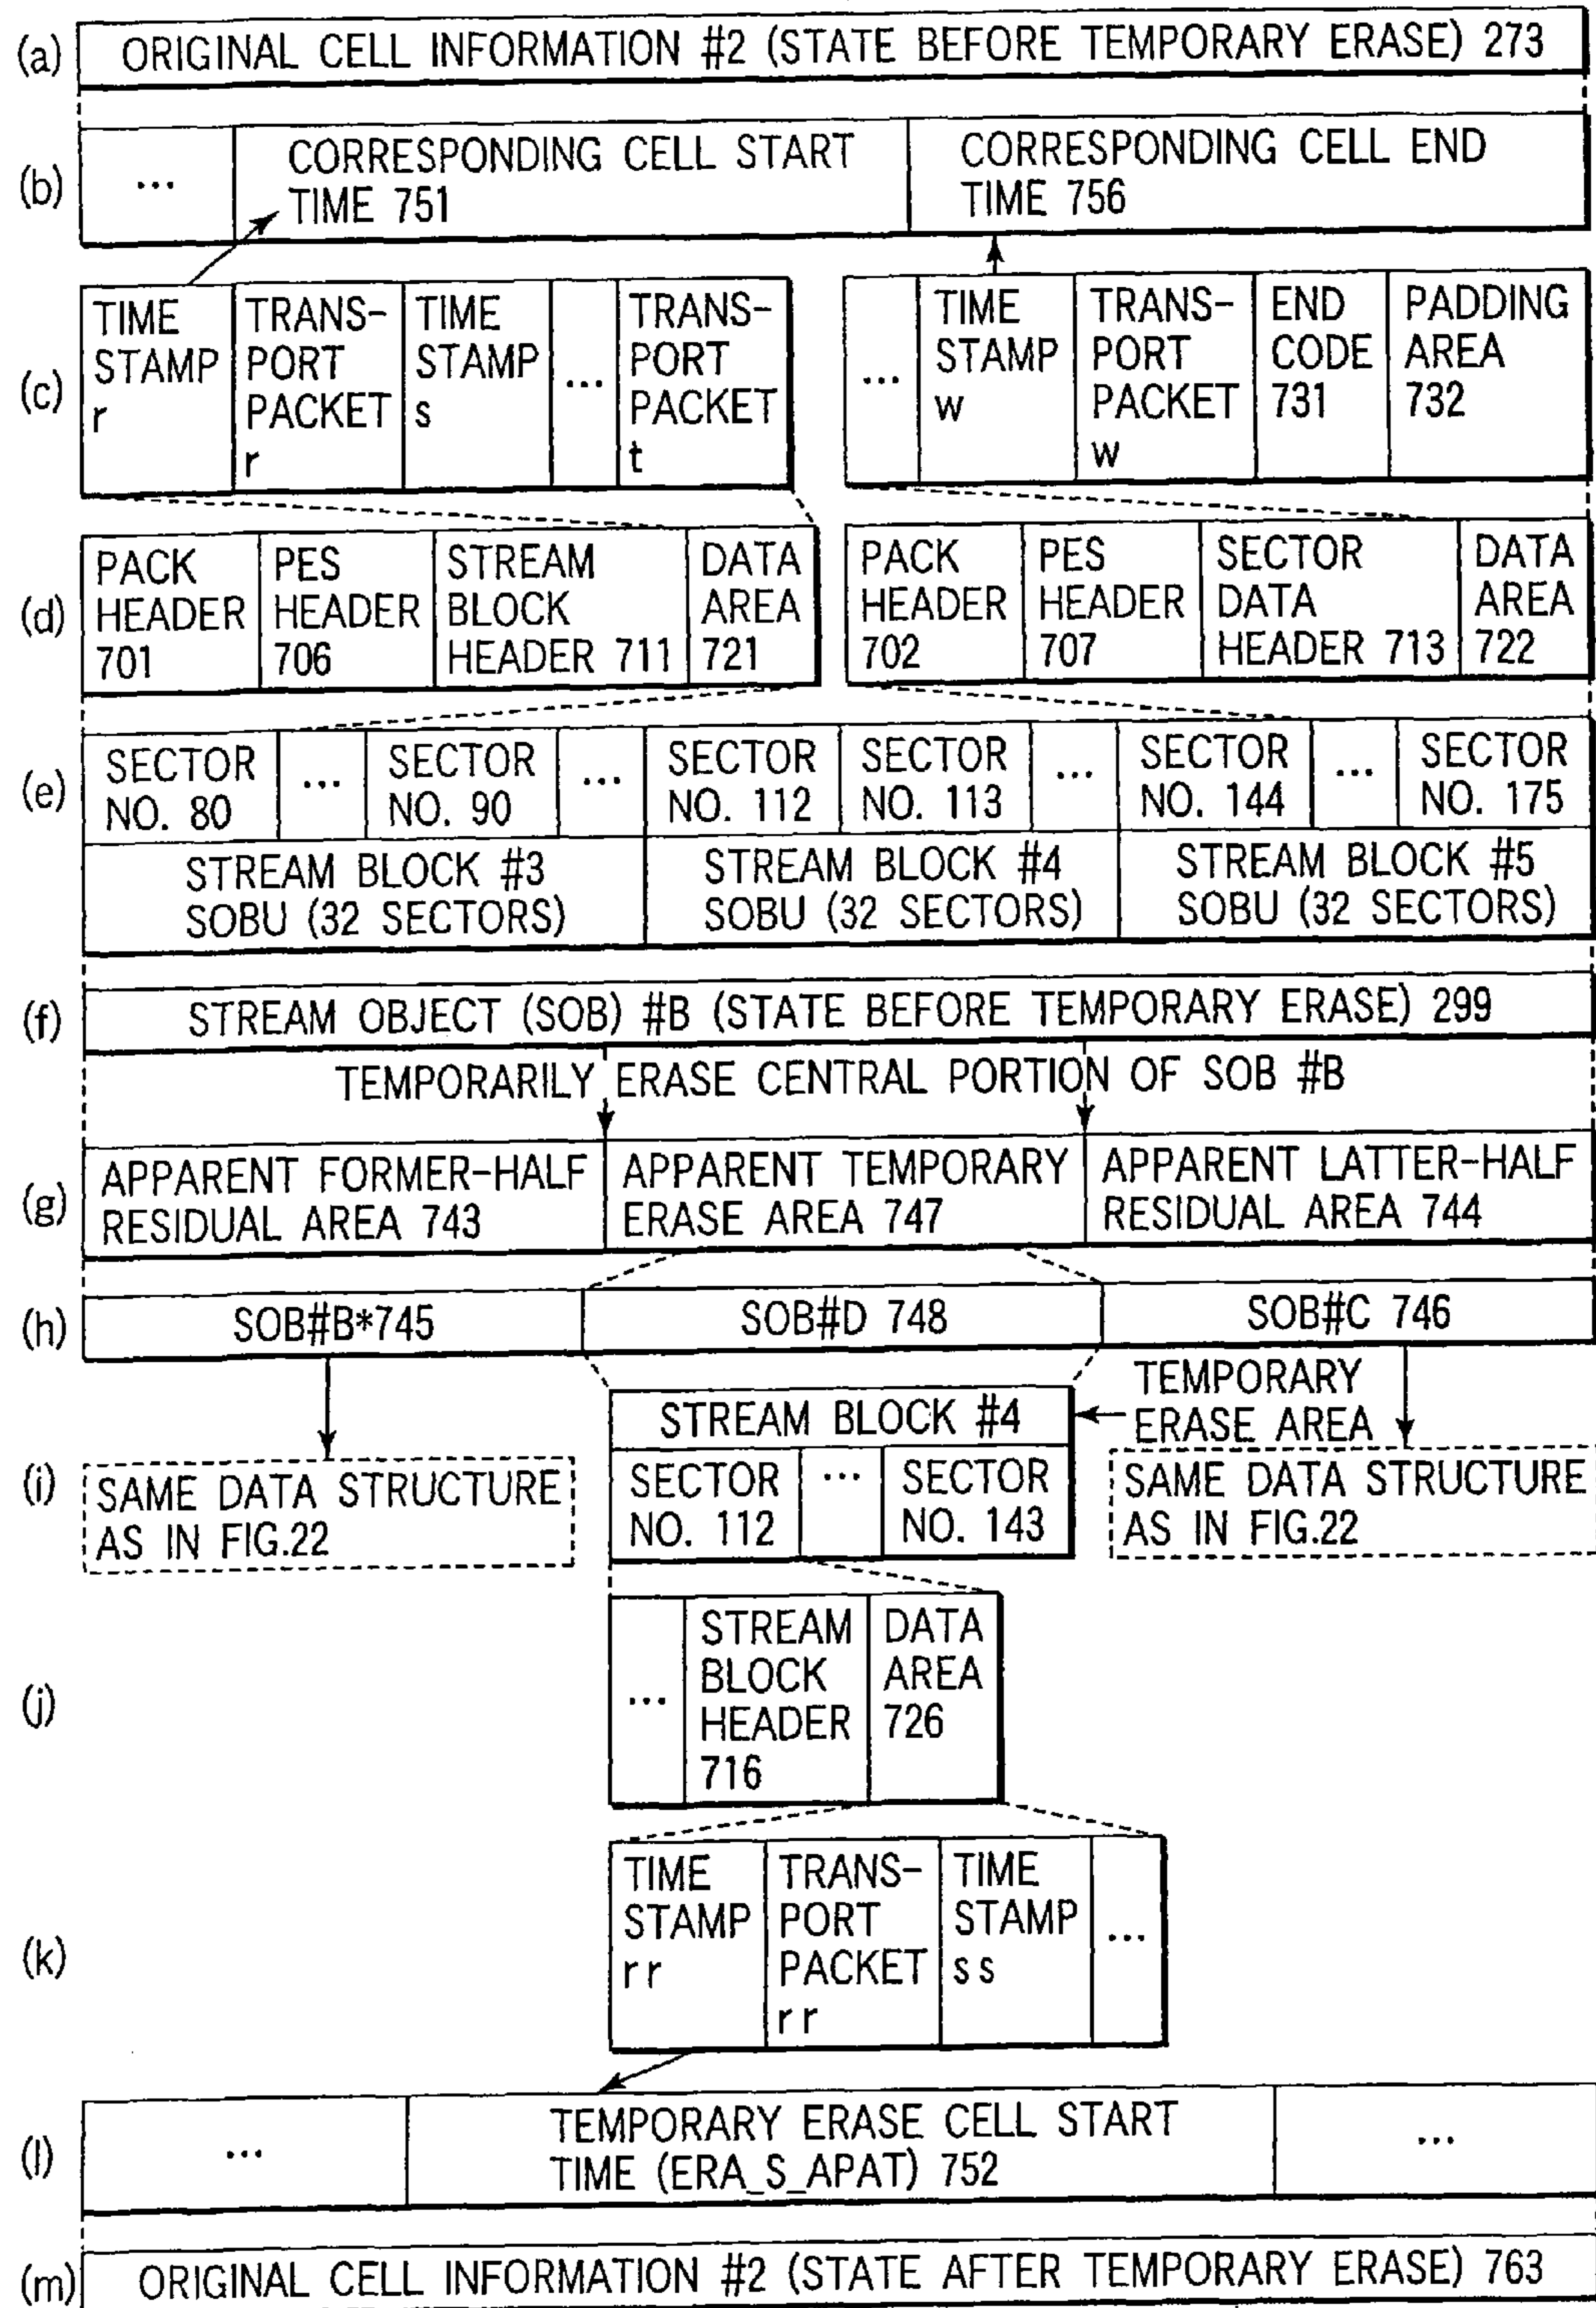 (a) ORIGINAL CELL INFORMATION #2 (STATE BEFORE TEMPORARY ERASE) 273
(b) ... CORRESPONDING CELL START TIME 751 CORRESPONDING CELL END TIME 756
(c) TIME STAMP r TRANS-PORT PACKET r TIME STAMP s ... TRANS-PORT PACKET t ... TIME STAMP w TRANS-PORT PACKET w END CODE 731 PADDING AREA 732
(d) PACK HEADER 701 PES HEADER 706 STREAM BLOCK HEADER 711 DATA AREA 721 PACK HEADER 702 PES HEADER 707 SECTOR DATA HEADER 713 DATA AREA 722
(e) SECTOR NO. 80 ... SECTOR NO. 90 ... SECTOR NO. 112 SECTOR NO. 113 ... SECTOR NO. 144 ... SECTOR NO. 175
STREAM BLOCK #3 SOBU (32 SECTORS) STREAM BLOCK #4 SOBU (32 SECTORS) STREAM BLOCK #5 SOBU (32 SECTORS)
(f) STREAM OBJECT (SOB) #B (STATE BEFORE TEMPORARY ERASE) 299
TEMPORARILY ERASE CENTRAL PORTION OF SOB #B
(g) APPARENT FORMER-HALF RESIDUAL AREA 743 APPARENT TEMPORARY ERASE AREA 747 APPARENT LATTER-HALF RESIDUAL AREA 744
(h) SOB#B*745 SOB#D 748 SOB#C 746
TEMPORARY ERASE AREA
(i) SAME DATA STRUCTURE AS IN FIG.22 STREAM BLOCK #4 SECTOR NO. 112 ... SECTOR NO. 143 SAME DATA STRUCTURE AS IN FIG.22
(j) ... STREAM BLOCK HEADER 716 DATA AREA 726
(k) TIME STAMP rr TRANS-PORT PACKET rr TIME STAMP ss ...
(l) ... TEMPORARY ERASE CELL START TIME (ERA_S_APAT) 752 ...
(m) ORIGINAL CELL INFORMATION #2 (STATE AFTER TEMPORARY ERASE) 763